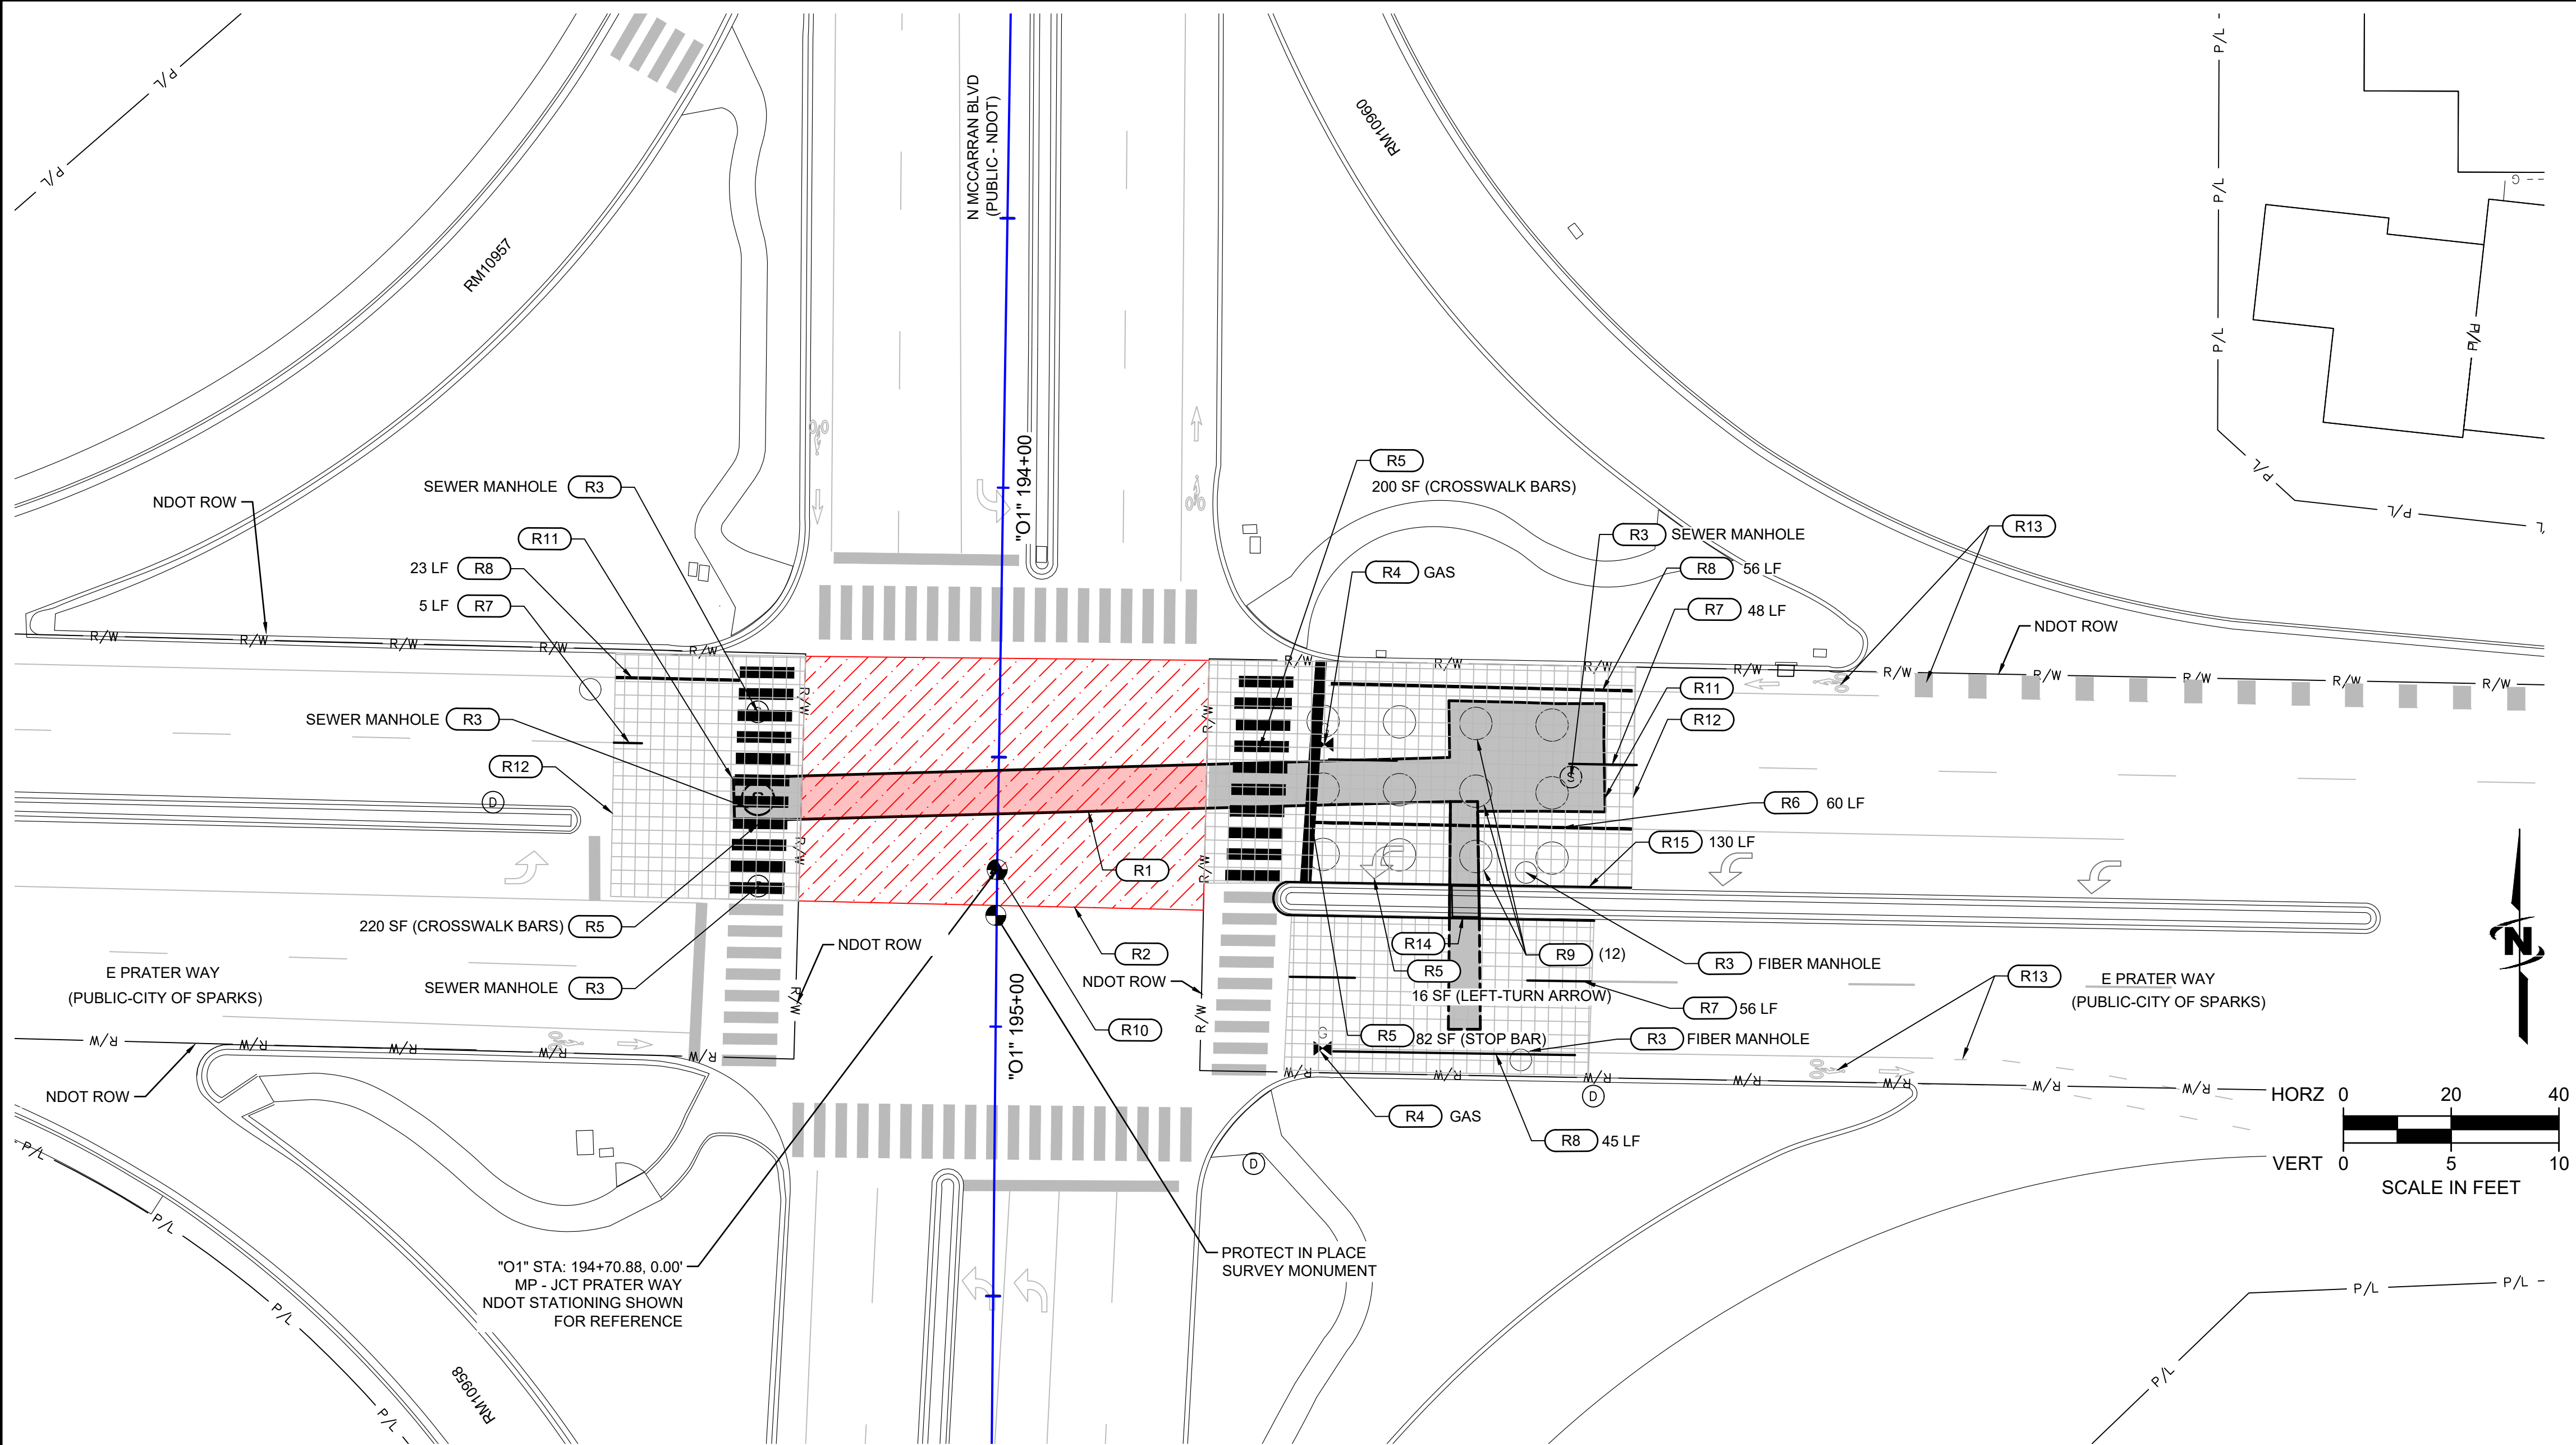 P/L
P/L
P/L
N MCCARRAN BLVD
(PUBLIC - NDOT)
RM10960
RM10957
P/L
P/L
P/L
G
P/L
P/L
"O1" 194+00
R5
200 SF (CROSSWALK BARS)
SEWER MANHOLE R3
NDOT ROW
R11
R3 SEWER MANHOLE
R13
23 LF R8
R4 GAS
R8 56 LF
5 LF R7
R7 48 LF
NDOT ROW
R/W R/W R/W R/W R/W
R/W R/W R/W R/W R/W R/W R/W R/W R/W
R11
SEWER MANHOLE R3
R/W
R/W
R12
R12
S
D
R6 60 LF
R15 130 LF
R/W
R/W
R1
220 SF (CROSSWALK BARS) R5
NDOT ROW
R14
R9 (12)
R2
R5
R3 FIBER MANHOLE
E PRATER WAY
(PUBLIC-CITY OF SPARKS)
NDOT ROW
R13
E PRATER WAY
(PUBLIC-CITY OF SPARKS)
SEWER MANHOLE R3
16 SF (LEFT-TURN ARROW)
R7 56 LF
R/W
R/W
"O1" 195+00
R10
G
R5 82 SF (STOP BAR)
R3 FIBER MANHOLE
R/W R/W R/W R/W R/W
R/W R/W R/W R/W R/W R/W R/W
NDOT ROW
D
R4 GAS
R8 45 LF
HORZ 0 20 40
VERT 0 5 10
SCALE IN FEET
N
D
P/L
P/L
P/L
P/L
"O1" STA: 194+70.88, 0.00'
MP - JCT PRATER WAY
NDOT STATIONING SHOWN
FOR REFERENCE
PROTECT IN PLACE
SURVEY MONUMENT
P/L
P/L
P/L
RM10958